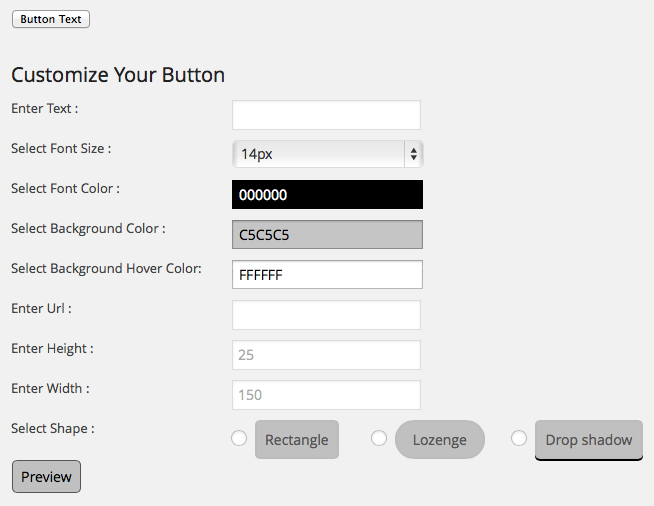 Button Text
Customize Your Button
Enter Text :
Select Font Size : 14px
Select Font Color : 000000
Select Background Color : C5C5C5
Select Background Hover Color: FFFFFF
Enter Url :
Enter Height : 25
Enter Width : 150
Select Shape : Rectangle Lozenge Drop shadow
Preview